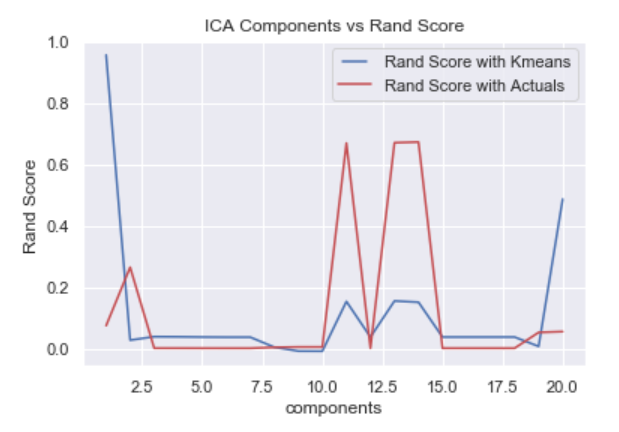 ICA Components vs Rand Score
Rand Score with Kmeans
Rand Score with Actuals
Rand Score
1.0
0.8
0.6
0.4
0.2
0.0
2.5 5.0 7.5 10.0 12.5 15.0 17.5 20.0
components